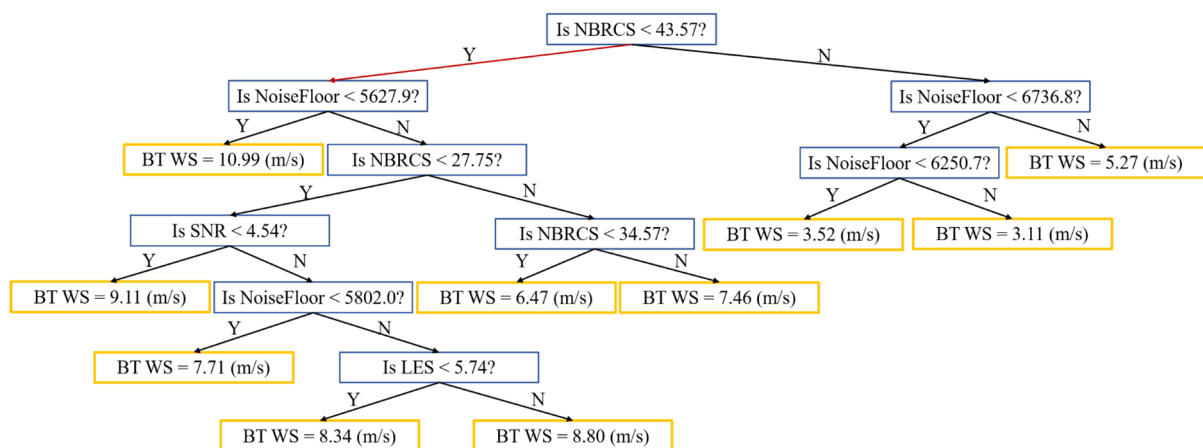 Is NBRCS < 43.57?
Y
N
Is NoiseFloor < 5627.9?
Is NoiseFloor < 6736.8?
Y
N
Y
N
BT WS = 10.99 (m/s)
Is NBRCS < 27.75?
Is NoiseFloor < 6250.7?
BT WS = 5.27 (m/s)
Y
N
Y
N
Is SNR < 4.54?
Is NBRCS < 34.57?
BT WS = 3.52 (m/s)
BT WS = 3.11 (m/s)
Y
N
Y
N
BT WS = 9.11 (m/s)
Is NoiseFloor < 5802.0?
BT WS = 6.47 (m/s)
BT WS = 7.46 (m/s)
Y
N
BT WS = 7.71 (m/s)
Is LES < 5.74?
Y
N
BT WS = 8.34 (m/s)
BT WS = 8.80 (m/s)